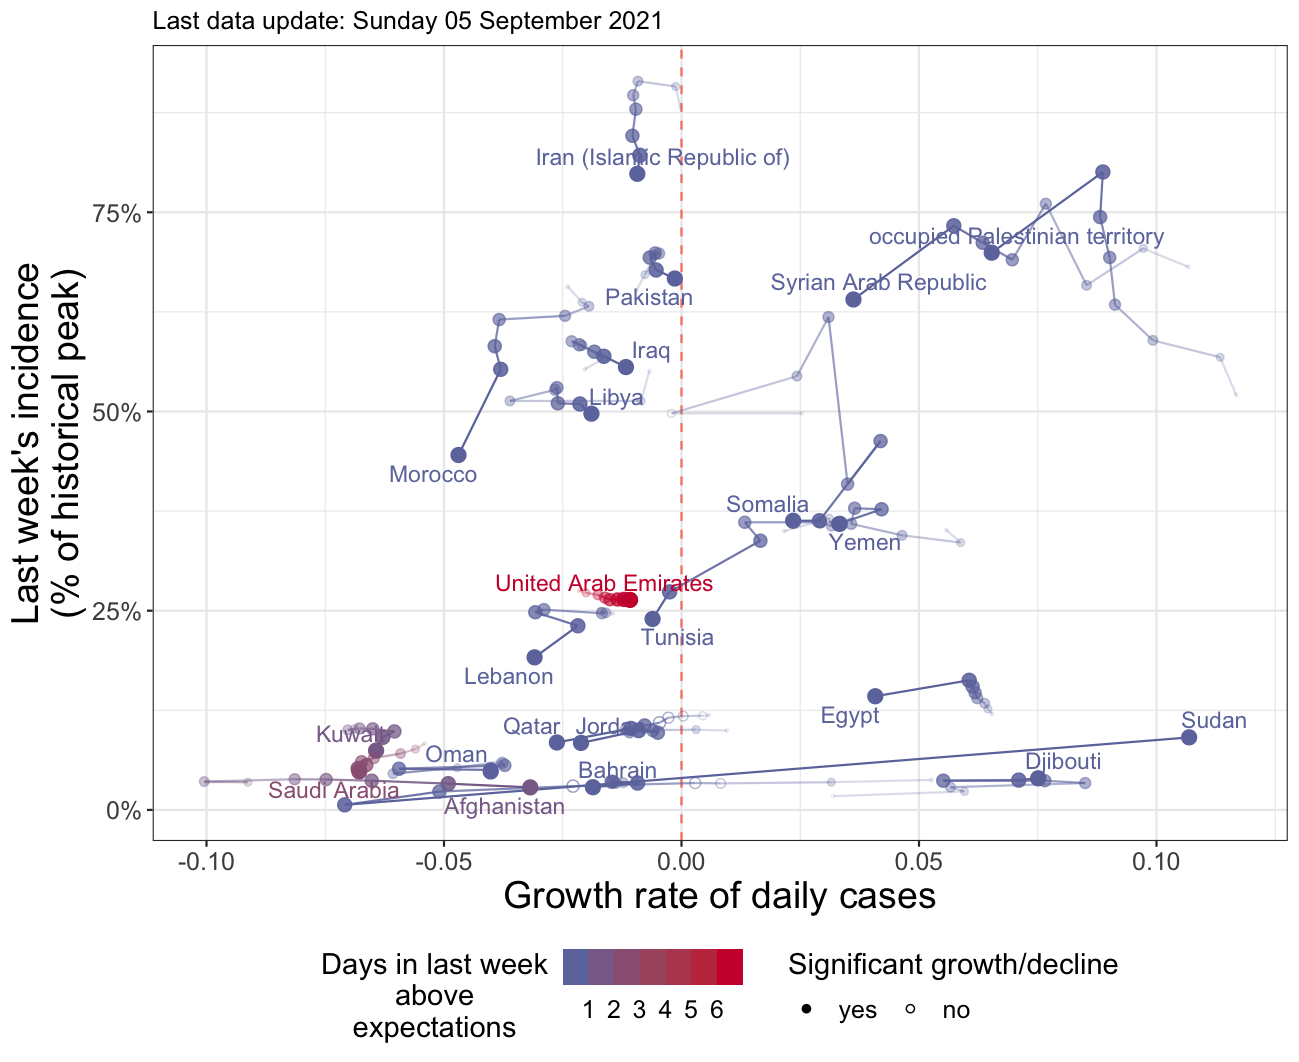 Last data update: Sunday 05 September 2021
Last week's incidence
(% of historical peak)
75%
50%
25%
0%
Iran (Islamic Republic of)
occupied Palestinian territory
Syrian Arab Republic
Pakistan
Iraq
Libya
Morocco
Somalia
Yemen
United Arab Emirates
Tunisia
Lebanon
Egypt
Sudan
Qatar
Jordan
Kuwait
Oman
Djibouti
Bahrain
Saudi Arabia
Afghanistan
-0.10
-0.05
0.00
0.05
0.10
Growth rate of daily cases
Days in last week
above
expectations
1 2 3 4 5 6
Significant growth/decline
yes
no